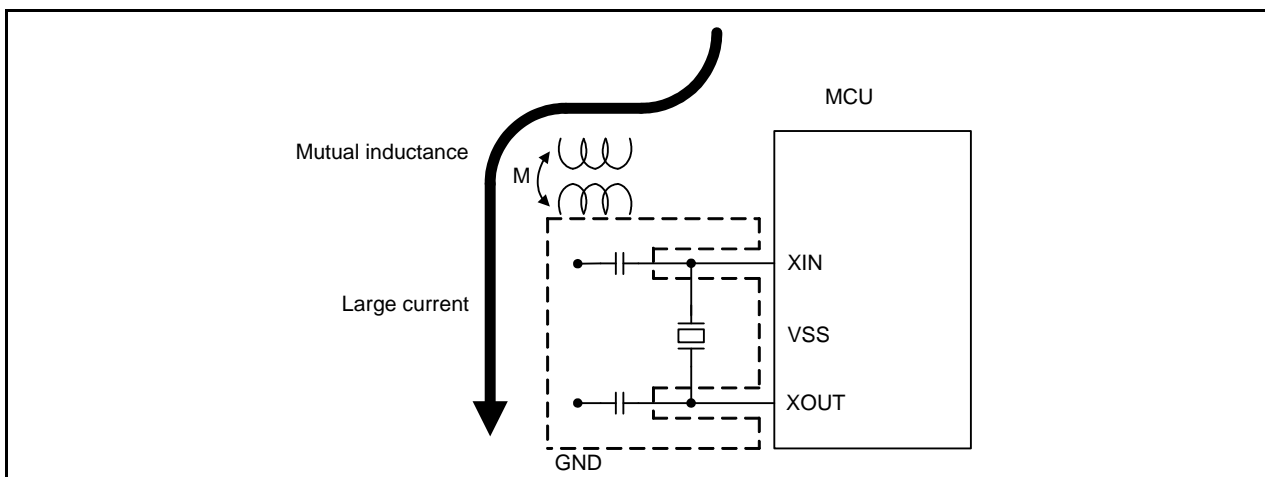 MCU
Mutual inductance
M
XIN
Large current
VSS
XOUT
GND